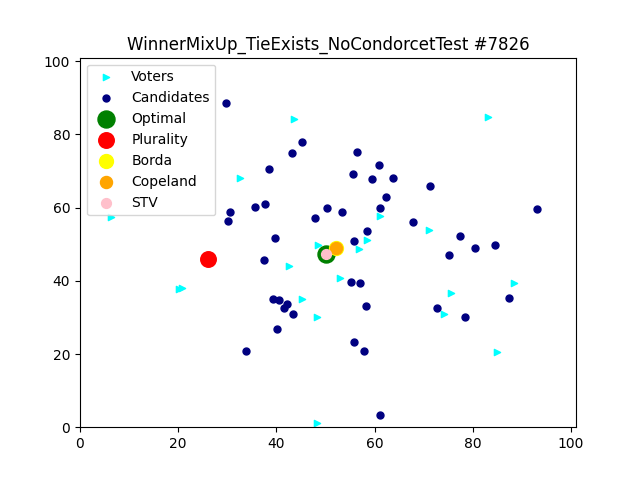 WinnerMixUp_TieExists_NoCondorcetTest #7826
Voters
Candidates
Optimal
Plurality
Borda
Copeland
STV
100
80
60
40
20
0
0 20 40 60 80 100